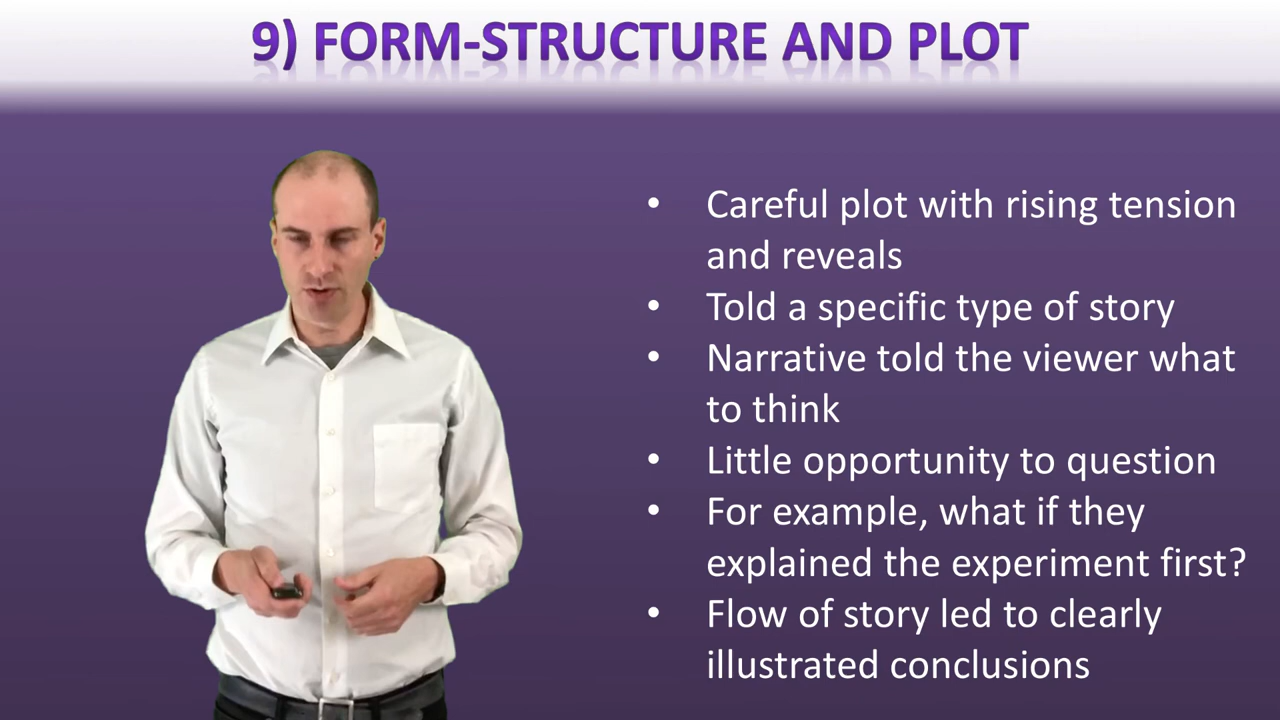 9) FORM-STRUCTURE AND PLOT
• Careful plot with rising tension
and reveals
• Told a specific type of story
• Narrative told the viewer what
to think
• Little opportunity to question
• For example, what if they
explained the experiment first?
• Flow of story led to clearly
illustrated conclusions